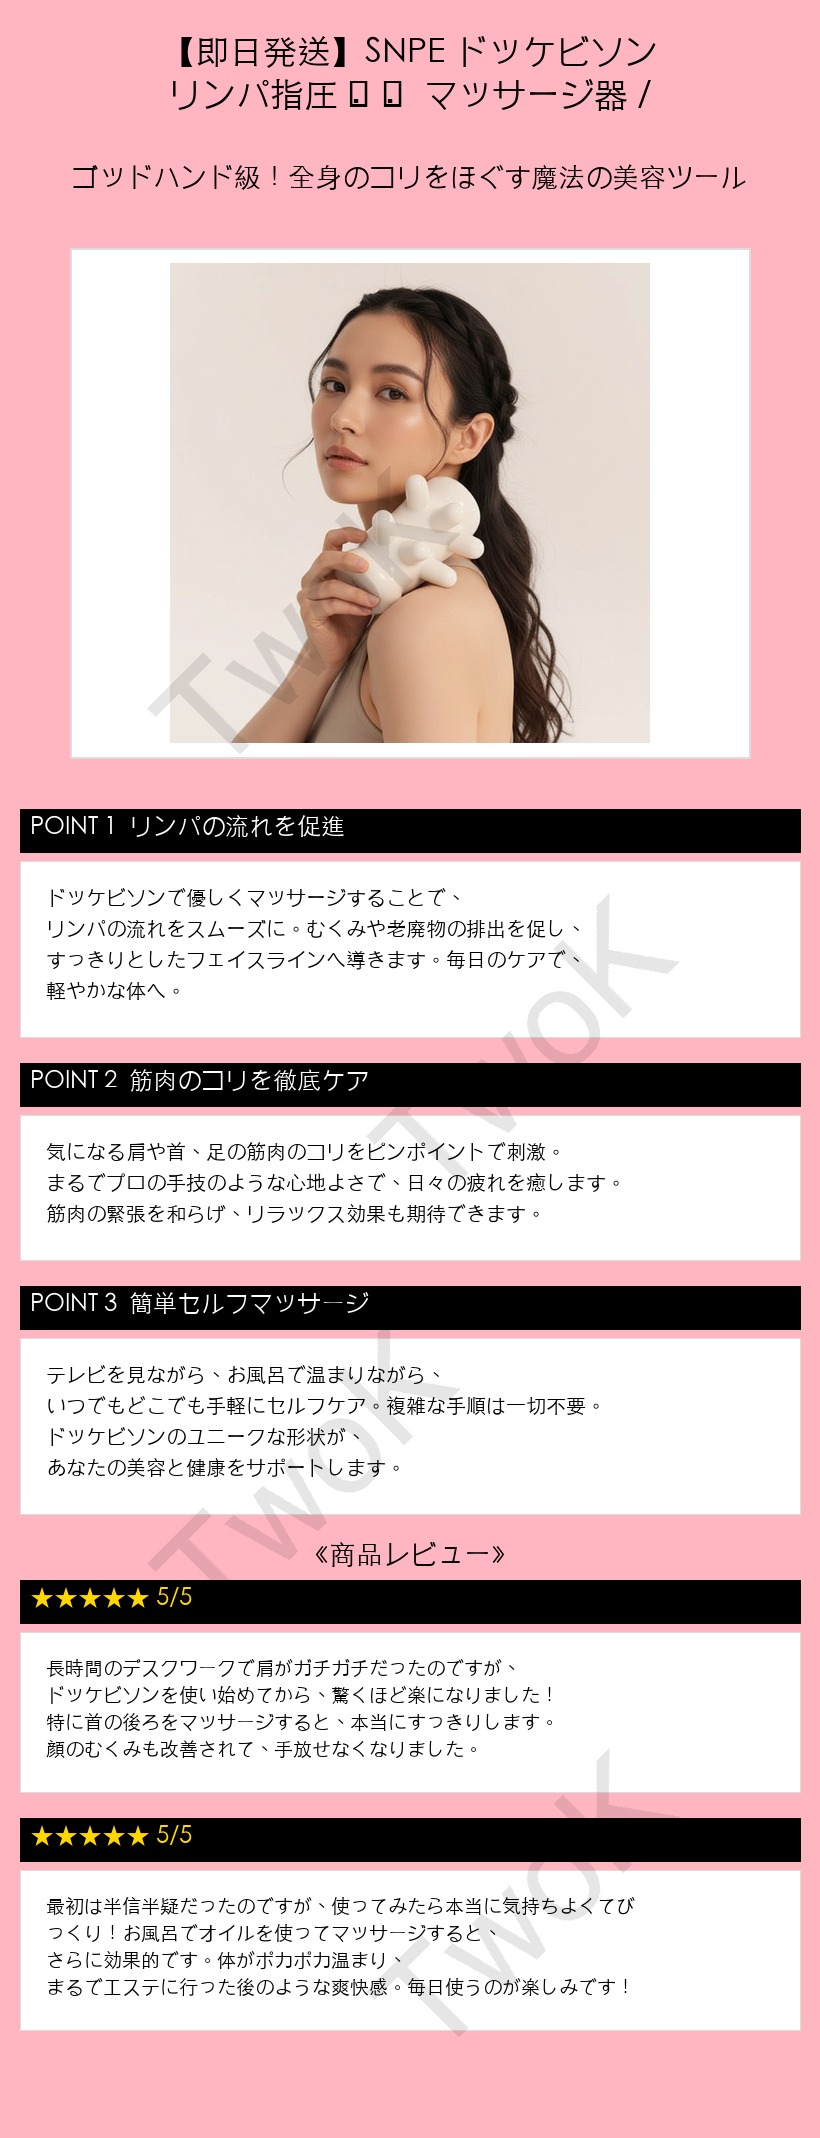 【即日発送】SNPE ドッケビソン
リンパ指圧 マッサージ器 /
ゴッドハンド級！全身のコリをほぐす魔法の美容ツール
TwoK
POINT 1 リンパの流れを促進
ドッケビソンで優しくマッサージすることで、
リンパの流れをスムーズに。むくみや老廃物の排出を促し、
すっきりとしたフェイスラインへ導きます。毎日のケアで、
軽やかな体へ。
TwoK
POINT 2 筋肉のコリを徹底ケア
気になる肩や首、足の筋肉のコリをピンポイントで刺激。
まるでプロの手技のような心地よさで、日々の疲れを癒します。
筋肉の緊張を和らげ、リラックス効果も期待できます。
POINT 3 簡単セルフマッサージ
テレビを見ながら、お風呂で温まりながら、
いつでもどこでも手軽にセルフケア。複雑な手順は一切不要。
ドッケビソンのユニークな形状が、
あなたの美容と健康をサポートします。
TwoK
《商品レビュー》
★★★★★ 5/5
長時間のデスクワークで肩がガチガチだったのですが、
ドッケビソンを使い始めてから、驚くほど楽になりました！
特に首の後ろをマッサージすると、本当にすっきりします。
顔のむくみも改善されて、手放せなくなりました。
★★★★★ 5/5
最初は半信半疑だったのですが、使ってみたら本当に気持ちよくてび
っくり！お風呂でオイルを使ってマッサージすると、
さらに効果的です。体がポカポカ温まり、
まるでエステに行った後のような爽快感。毎日使うのが楽しみです！
TwoK